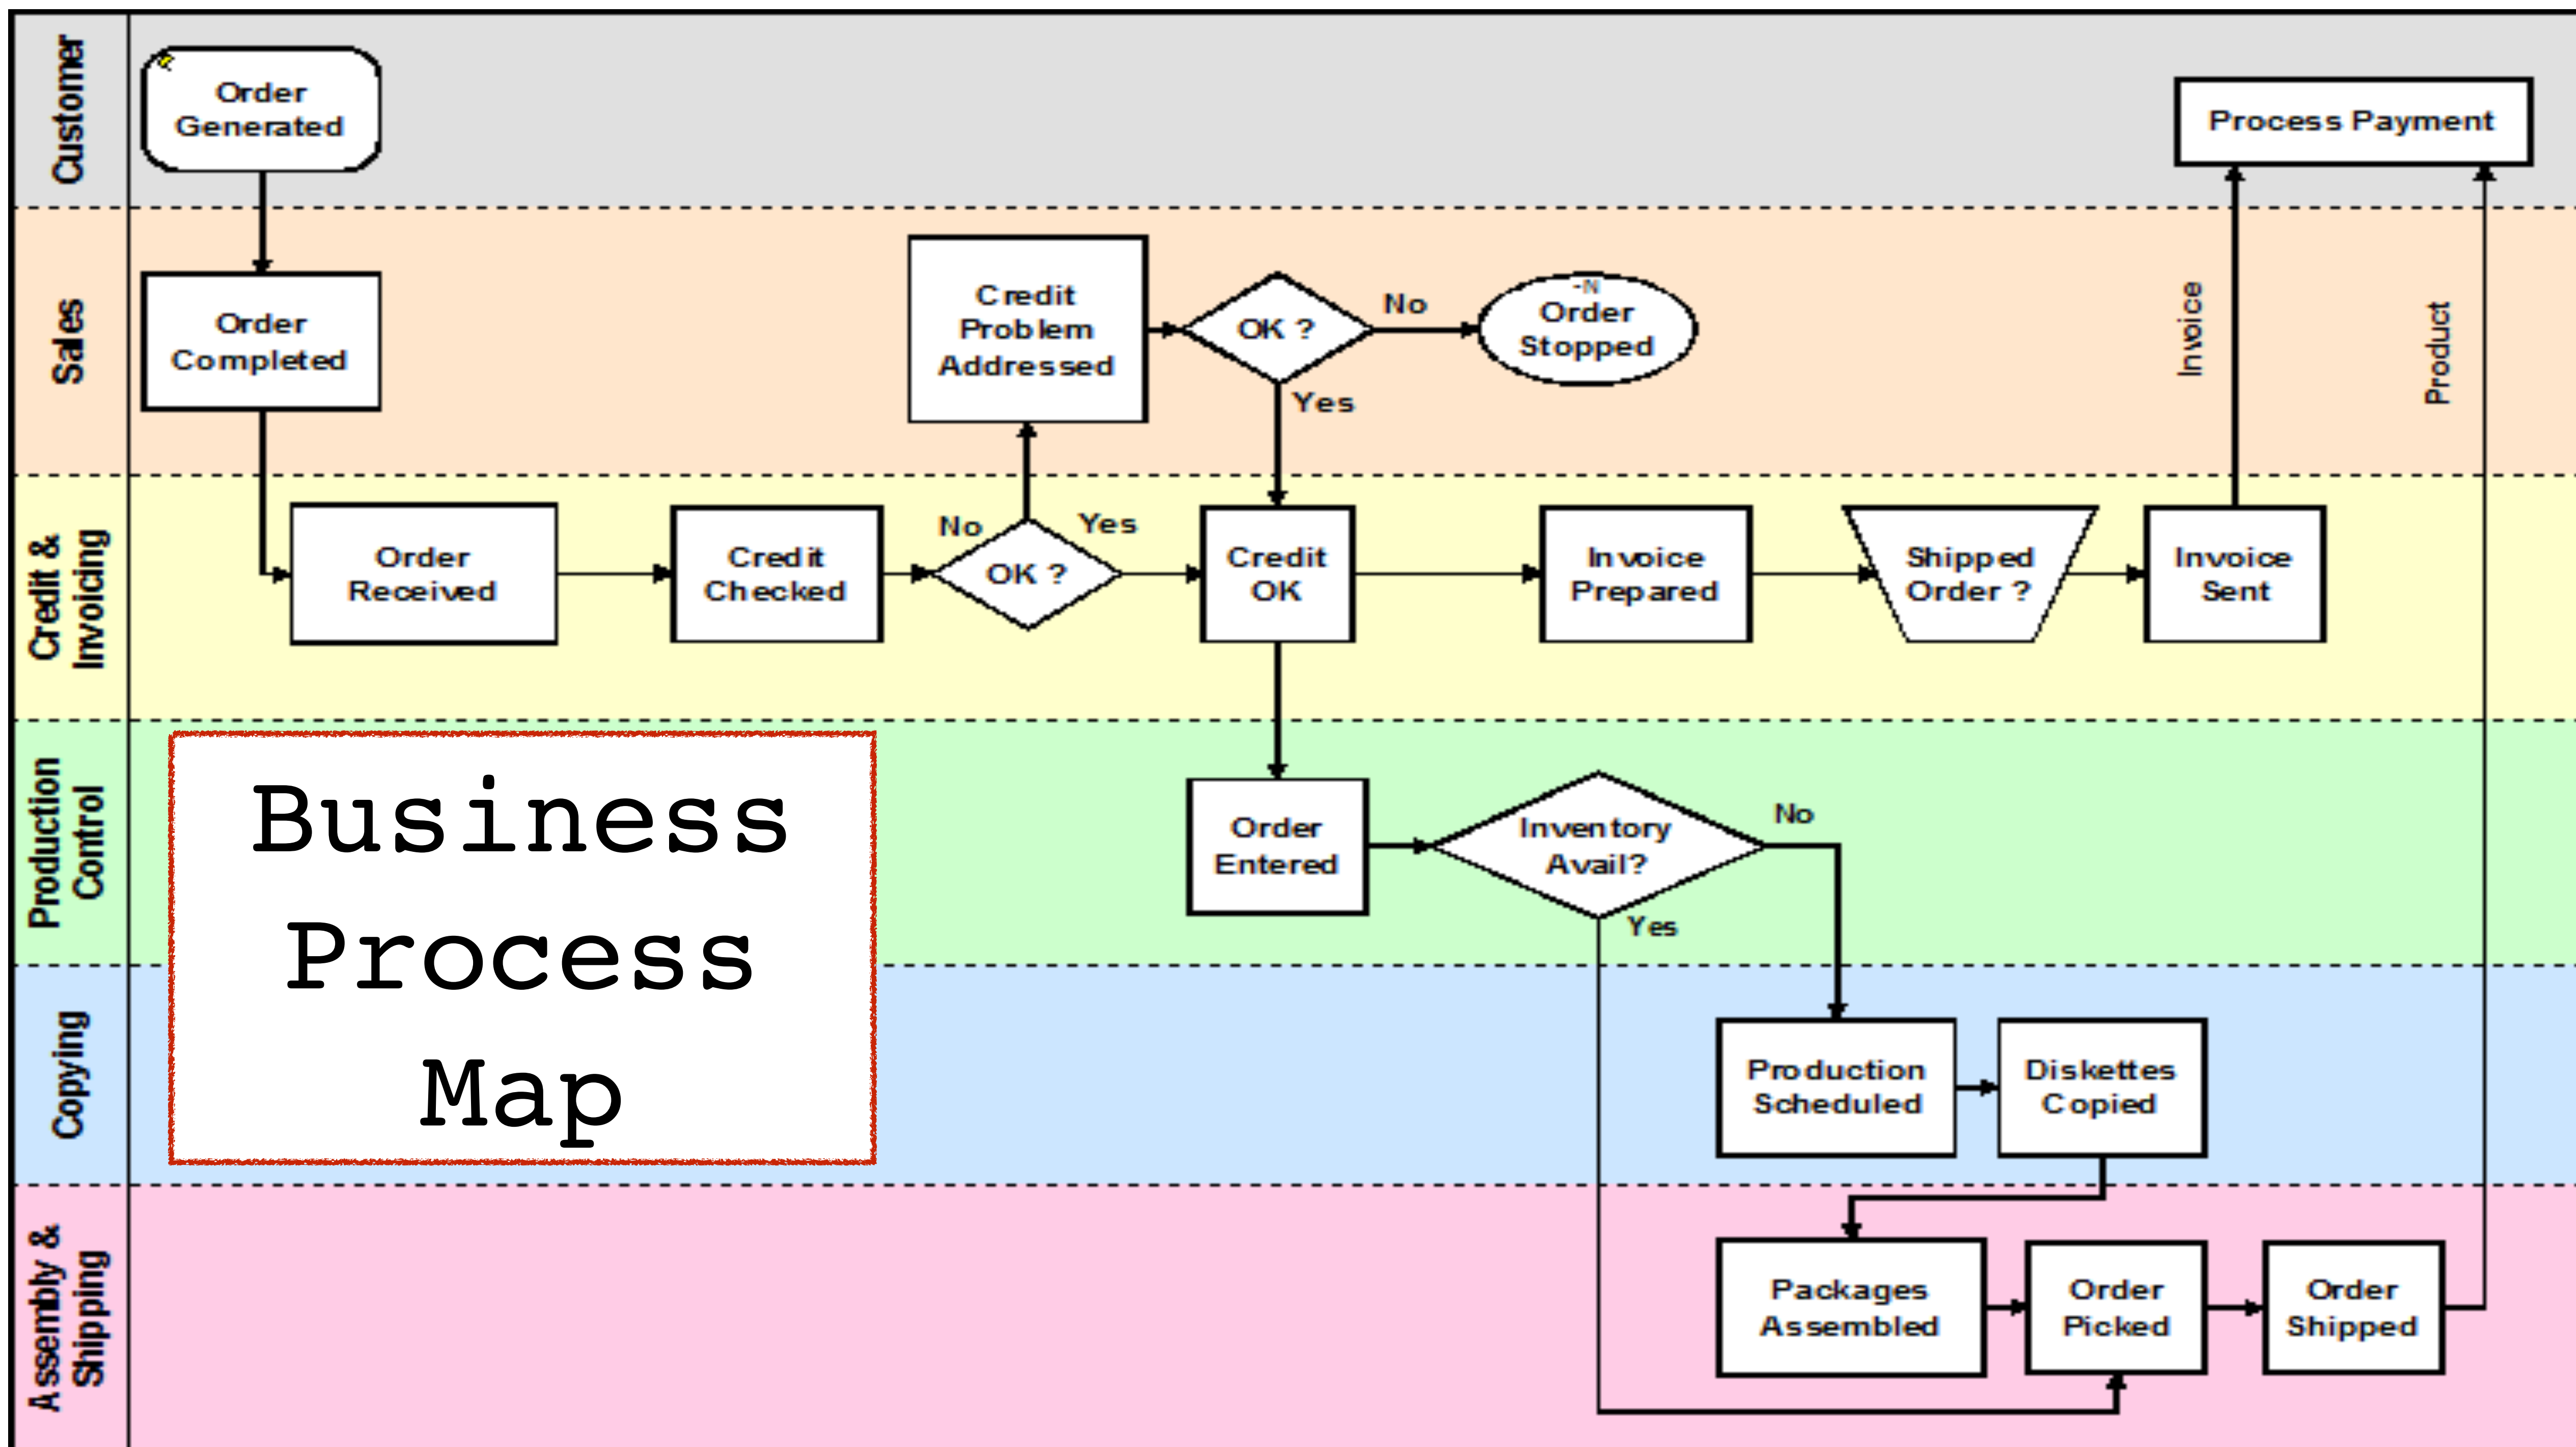 Customer
Order
Generated
Process Payment
Sales
Order
Completed
Credit
Problem
Addressed
OK ?
No
Yes
-N
Order
Stopped
Invoice
Product
Credit &
Invoicing
Order
Received
Credit
Checked
No
OK ?
Yes
Credit
OK
Invoice
Prepared
Shipped
Order ?
Invoice
Sent
Production
Control
Order
Entered
Inventory
Avail?
No
Yes
Business
Process
Map
Copying
Production
Scheduled
Diskettes
Copied
Assembly &
Shipping
Packages
Assembled
Order
Picked
Order
Shipped